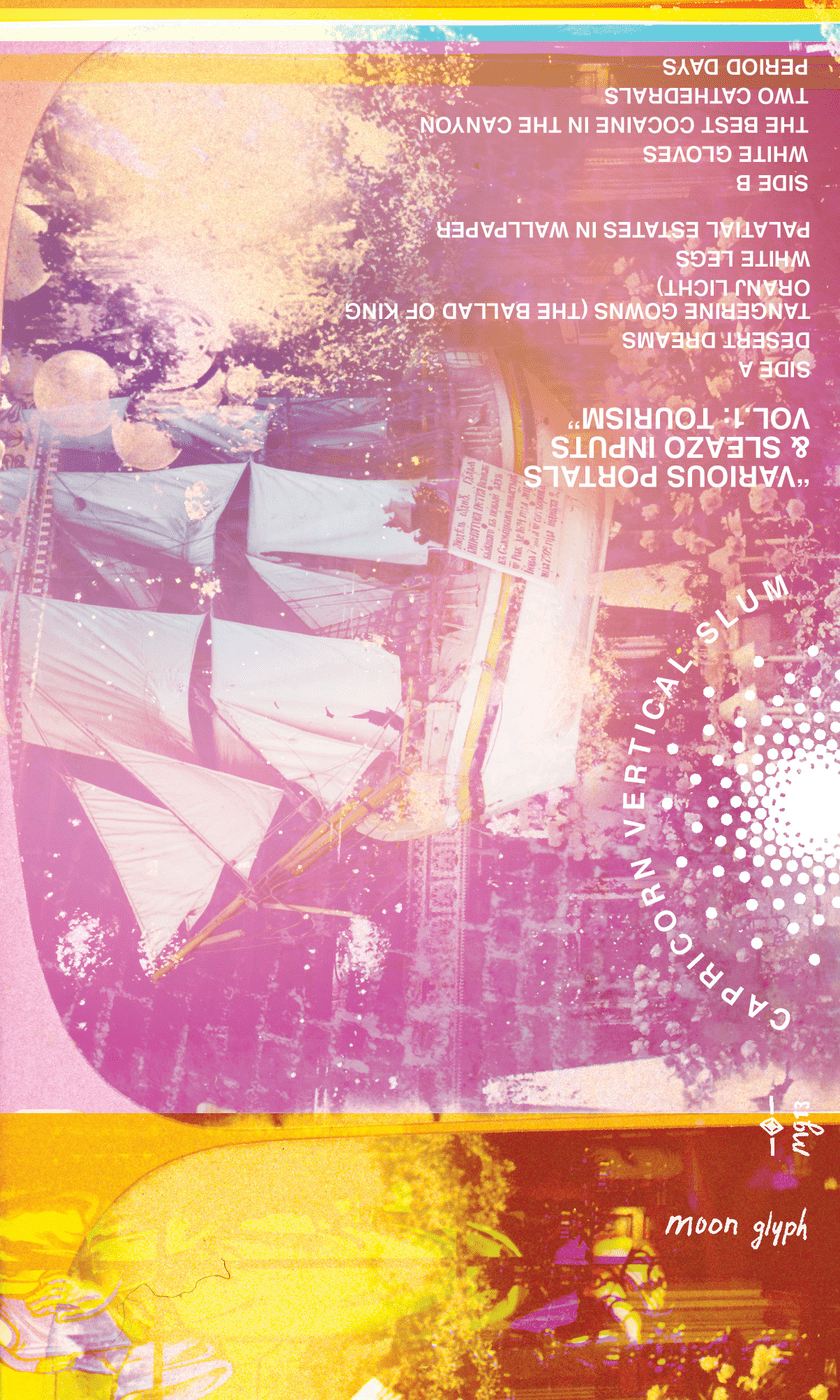 "VARIOUS PORTALS
& SLEAZO INPUTS
VOL.1: TOURISM"
SIDE A
DESERT DREAMS
TANGERINE GOWNS (THE BALLAD OF KING
ORANJ LICHT)
WHITE LEGS
PALATIAL ESTATES IN WALLPAPER
SIDE B
WHITE GLOVES
THE BEST COCAINE IN THE CANYON
TWO CATHEDRALS
PERIOD DAYS
CAPRICORN VERTICAL SLUM
mg13
moon glyph